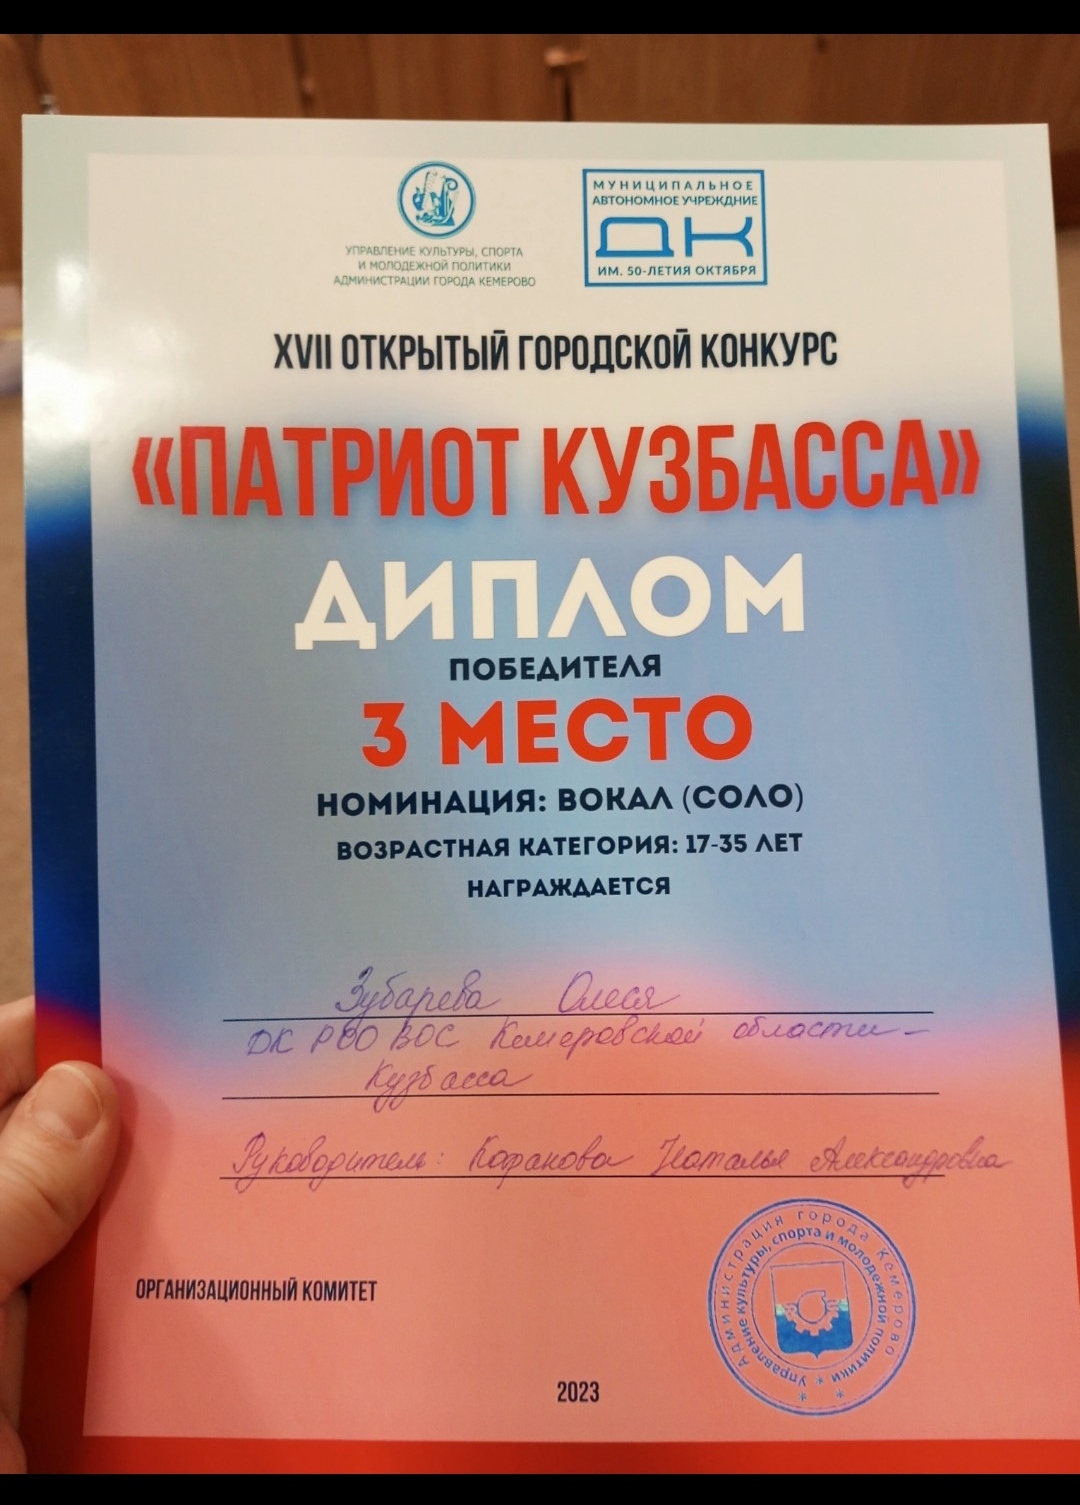 УПРАВЛЕНИЕ КУЛЬТУРЫ, СПОРТА
И МОЛОДЕЖНОЙ ПОЛИТИКИ
АДМИНИСТРАЦИИ ГОРОДА КЕМЕРОВО
МУНИЦИПАЛЬНОЕ
АВТОНОМНОЕ УЧРЕЖДНИЕ
ДК
ИМ. 50-ЛЕТИЯ ОКТЯБРЯ
XVII ОТКРЫТЫЙ ГОРОДСКОЙ КОНКУРС
«ПАТРИОТ КУЗБАССА»
ДИПЛОМ
ПОБЕДИТЕЛЯ
3 МЕСТО
НОМИНАЦИЯ: ВОКАЛ (СОЛО)
ВОЗРАСТНАЯ КАТЕГОРИЯ: 17-35 ЛЕТ
НАГРАЖДАЕТСЯ
Зубарева Олеся
ДК РОО ВОС Кемеровской области –
Кузбасса
Руководитель: Кафанова Наталья Александровна
ОРГАНИЗАЦИОННЫЙ КОМИТЕТ
Администрация города Кемерово
Управление культуры, спорта и молодежной политики
2023